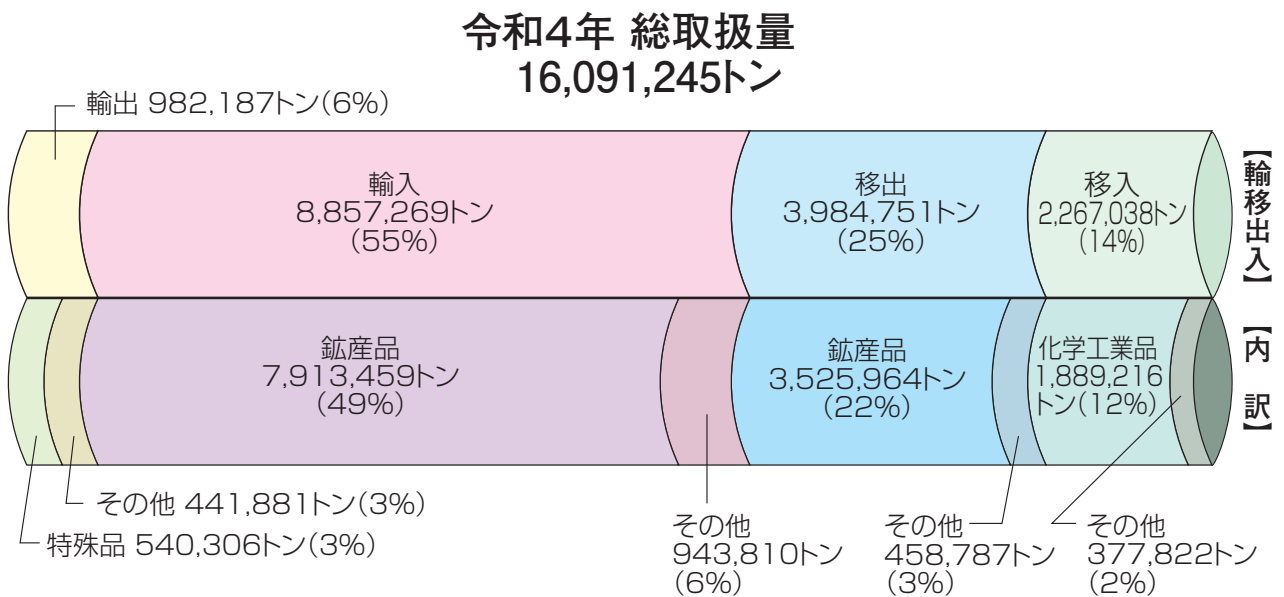 令和4年 総取扱量
16,091,245トン
輸出 982,187トン(6%)
輸入
8,857,269トン
(55%)
移出
3,984,751トン
(25%)
移入
2,267,038トン
(14%)
【輸移出入】
鉱産品
7,913,459トン
(49%)
鉱産品
3,525,964トン
(22%)
化学工業品
1,889,216
トン(12%)
【内 訳】
その他 441,881トン(3%)
特殊品 540,306トン(3%)
その他
943,810トン
(6%)
その他
458,787トン
(3%)
その他
377,822トン
(2%)